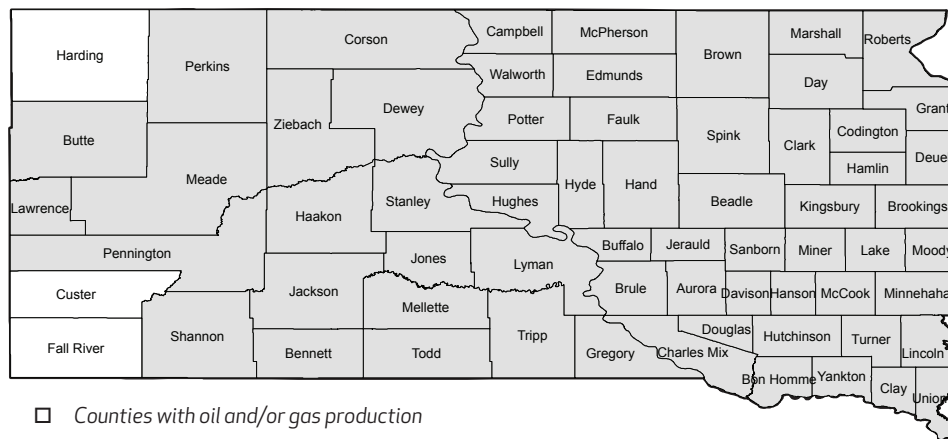 Harding
Perkins
Corson
Campbell
McPherson
Brown
Marshall
Roberts
Walworth
Edmunds
Day
Dewey
Ziebach
Butte
Potter
Faulk
Spink
Clark
Codington
Grant
Hamlin
Deuel
Meade
Sully
Hyde
Hand
Lawrence
Haakon
Stanley
Hughes
Beadle
Kingsbury
Brookings
Pennington
Jones
Lyman
Buffalo
Jerauld
Sanborn
Miner
Lake
Moody
Custer
Jackson
Mellette
Brule
Aurora
Davison
Hanson
McCook
Minnehaha
Fall River
Shannon
Bennett
Todd
Tripp
Gregory
Charles Mix
Douglas
Hutchinson
Turner
Lincoln
Bon Homme
Yankton
Clay
Union
Counties with oil and/or gas production